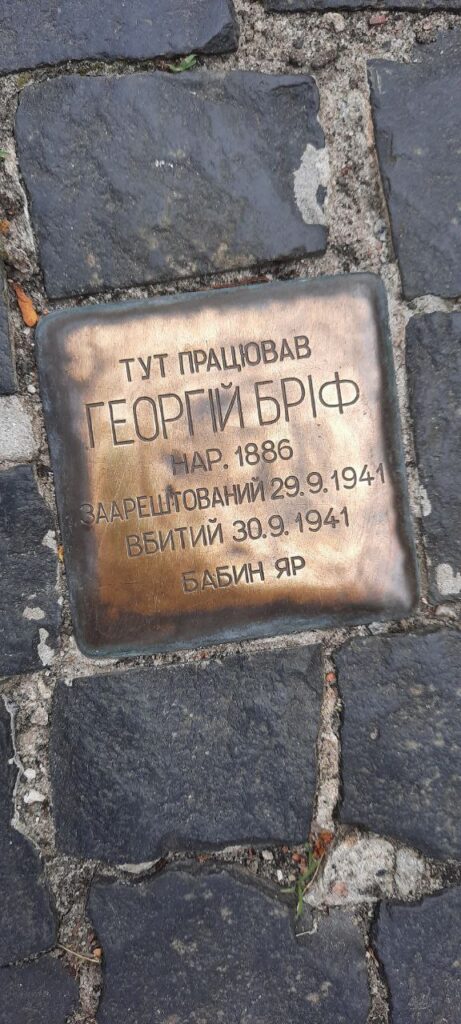 ТУТ ПРАЦЮВАВ
ГЕОРГІЙ БРІФ
НАР. 1886
ЗААРЕШТОВАНИЙ 29.9.1941
ВБИТИЙ 30.9.1941
БАБИН ЯР